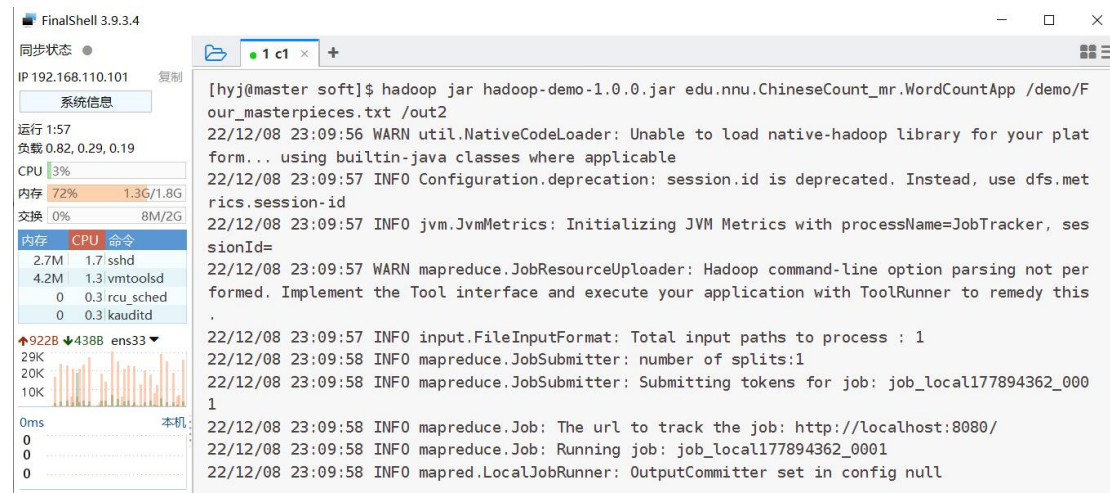 FinalShell 3.9.3.4
同步状态
IP 192.168.110.101 复制
系统信息
运行 1:57
负载 0.82, 0.29, 0.19
CPU 3%
内存 72% 1.3G/1.8G
交换 0% 8M/2G
内存 CPU 命令
2.7M 1.7 sshd
4.2M 1.3 vmtoolsd
0 0.3 rcu_sched
0 0.3 kauditd
922B 438B ens33
29K
20K
10K
0ms 本机
0
0
0
1 c1
[hyj@master soft]$ hadoop jar hadoop-demo-1.0.0.jar edu.nnu.ChineseCount_mr.WordCountApp /demo/F
our_masterpieces.txt /out2
22/12/08 23:09:56 WARN util.NativeCodeLoader: Unable to load native-hadoop library for your plat
form... using builtin-java classes where applicable
22/12/08 23:09:57 INFO Configuration.deprecation: session.id is deprecated. Instead, use dfs.met
rics.session-id
22/12/08 23:09:57 INFO jvm.JvmMetrics: Initializing JVM Metrics with processName=JobTracker, ses
sionId=
22/12/08 23:09:57 WARN mapreduce.JobResourceUploader: Hadoop command-line option parsing not per
formed. Implement the Tool interface and execute your application with ToolRunner to remedy this
.
22/12/08 23:09:57 INFO input.FileInputFormat: Total input paths to process : 1
22/12/08 23:09:58 INFO mapreduce.JobSubmitter: number of splits:1
22/12/08 23:09:58 INFO mapreduce.JobSubmitter: Submitting tokens for job: job_local177894362_000
1
22/12/08 23:09:58 INFO mapreduce.Job: The url to track the job: http://localhost:8080/
22/12/08 23:09:58 INFO mapreduce.Job: Running job: job_local177894362_0001
22/12/08 23:09:58 INFO mapred.LocalJobRunner: OutputCommitter set in config null